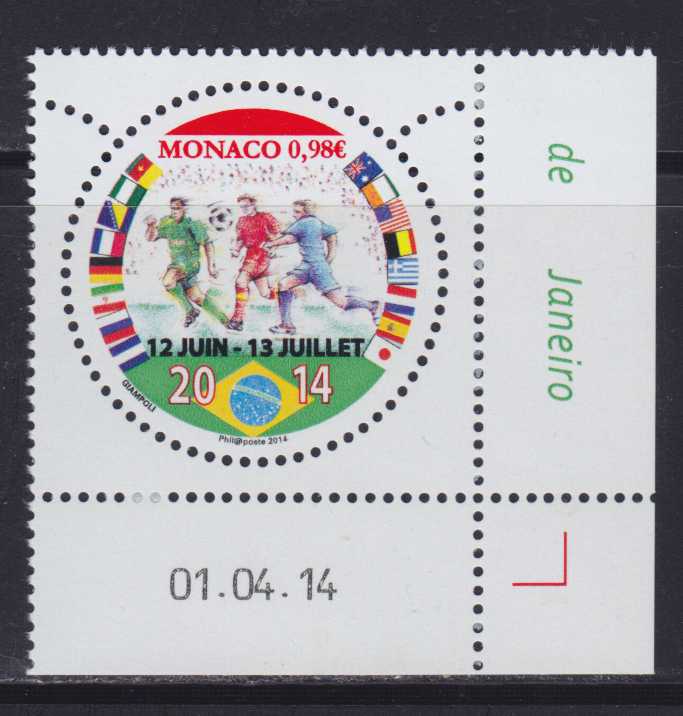 MONACO 0,98€
12 JUIN - 13 JUILLET
20 14
GIAMPOLI
Phil@poste 2014
de Janeiro
01.04.14